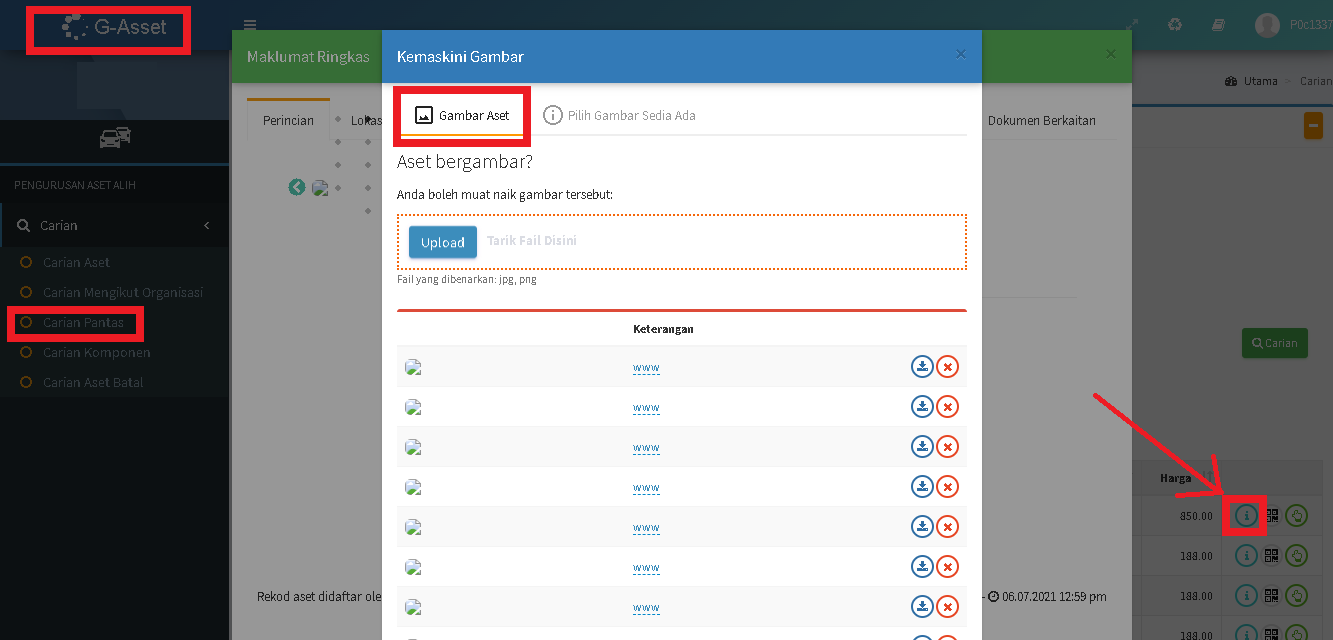 G-Asset
P0c1337
Maklumat Ringkas
Kemaskini Gambar
×
×
Utama > Carian
Perincian
Lokas
Gambar Aset
Pilih Gambar Sedia Ada
Dokumen Berkaitan
PENGURUSAN ASET ALIH
Carian
Carian Aset
Carian Mengikut Organisasi
Carian Pantas
Carian Komponen
Carian Aset Batal
Aset bergambar?
Anda boleh muat naik gambar tersebut:
Upload
Tarik Fail Disini
Fail yang dibenarkan: jpg, png
Keterangan
www
www
www
www
www
www
www
Carian
Harga
850.00
188.00
188.00
188.00
Rekod aset didaftar ole
- 06.07.2021 12:59 pm